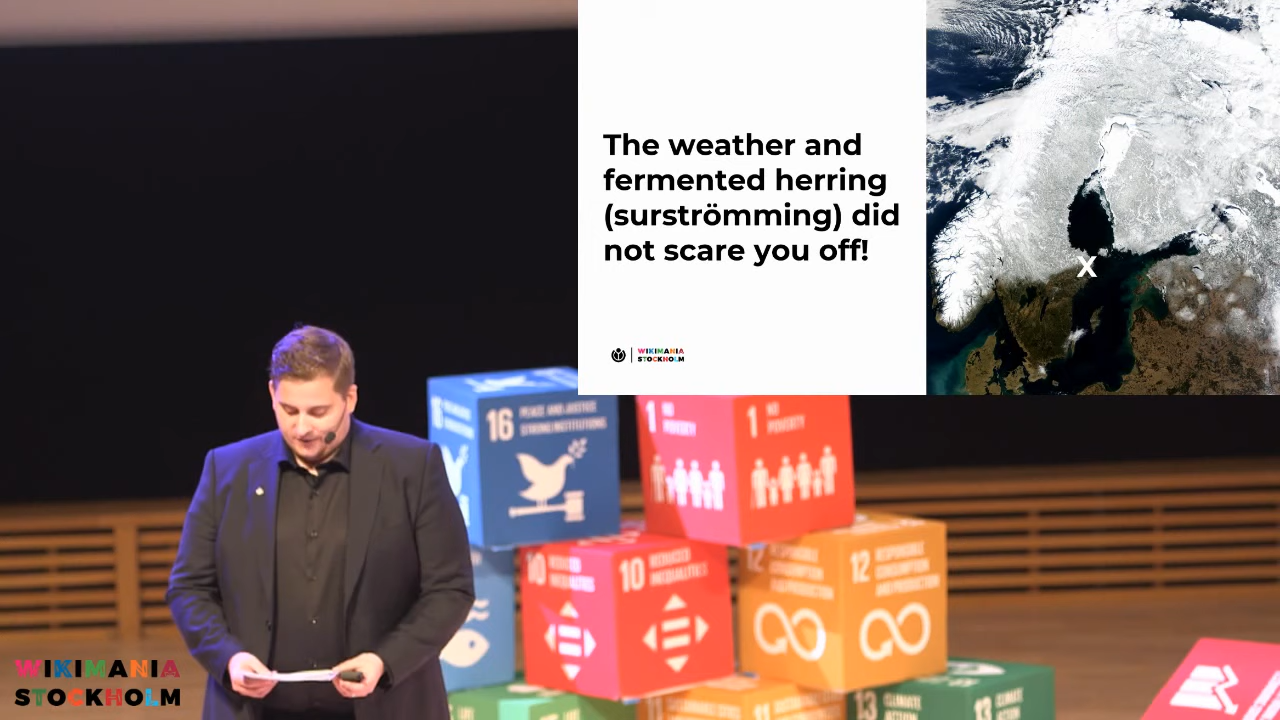 The weather and
fermented herring
(surströmming) did
not scare you off!
X
WIKIMANIA
STOCKHOLM
16
16 PEACE AND JUSTICE
STRONG INSTITUTIONS
1 NO
POVERTY
1 NO
POVERTY
10 REDUCED
INEQUALITIES
10 REDUCED
INEQUALITIES
12 RESPONSIBLE
CONSUMPTION
& PRODUCTION
12 RESPONSIBLE
CONSUMPTION
AND PRODUCTION
13 CLIMATE
ACTION
13 CLIMATE
ACTION
WIKIMANIA
STOCKHOLM